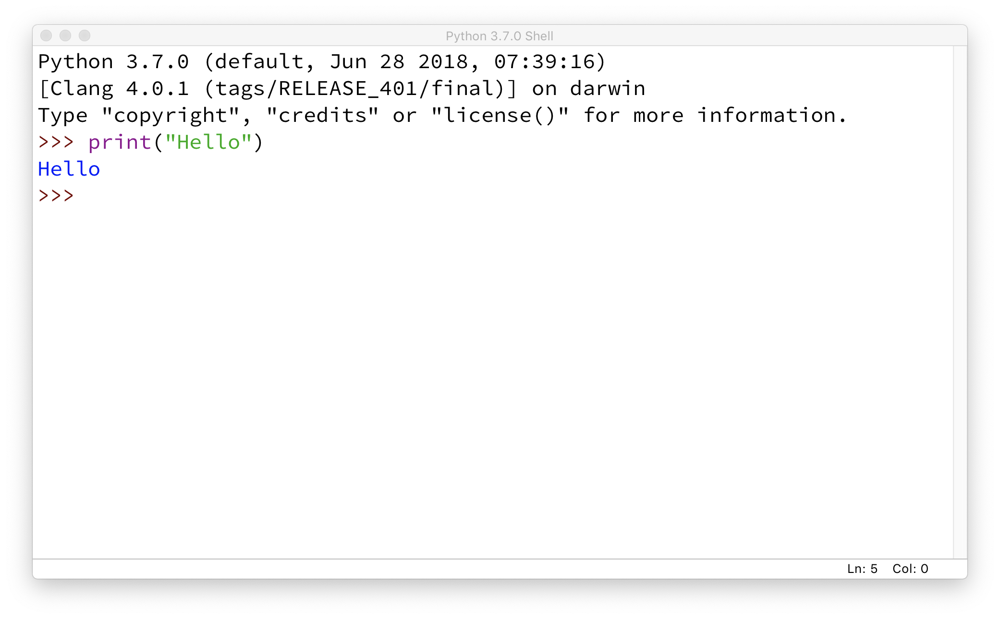 Python 3.7.0 Shell
Python 3.7.0 (default, Jun 28 2018, 07:39:16)
[Clang 4.0.1 (tags/RELEASE_401/final)] on darwin
Type "copyright", "credits" or "license()" for more information.
>>> print("Hello")
Hello
>>>
Ln: 5 Col: 0